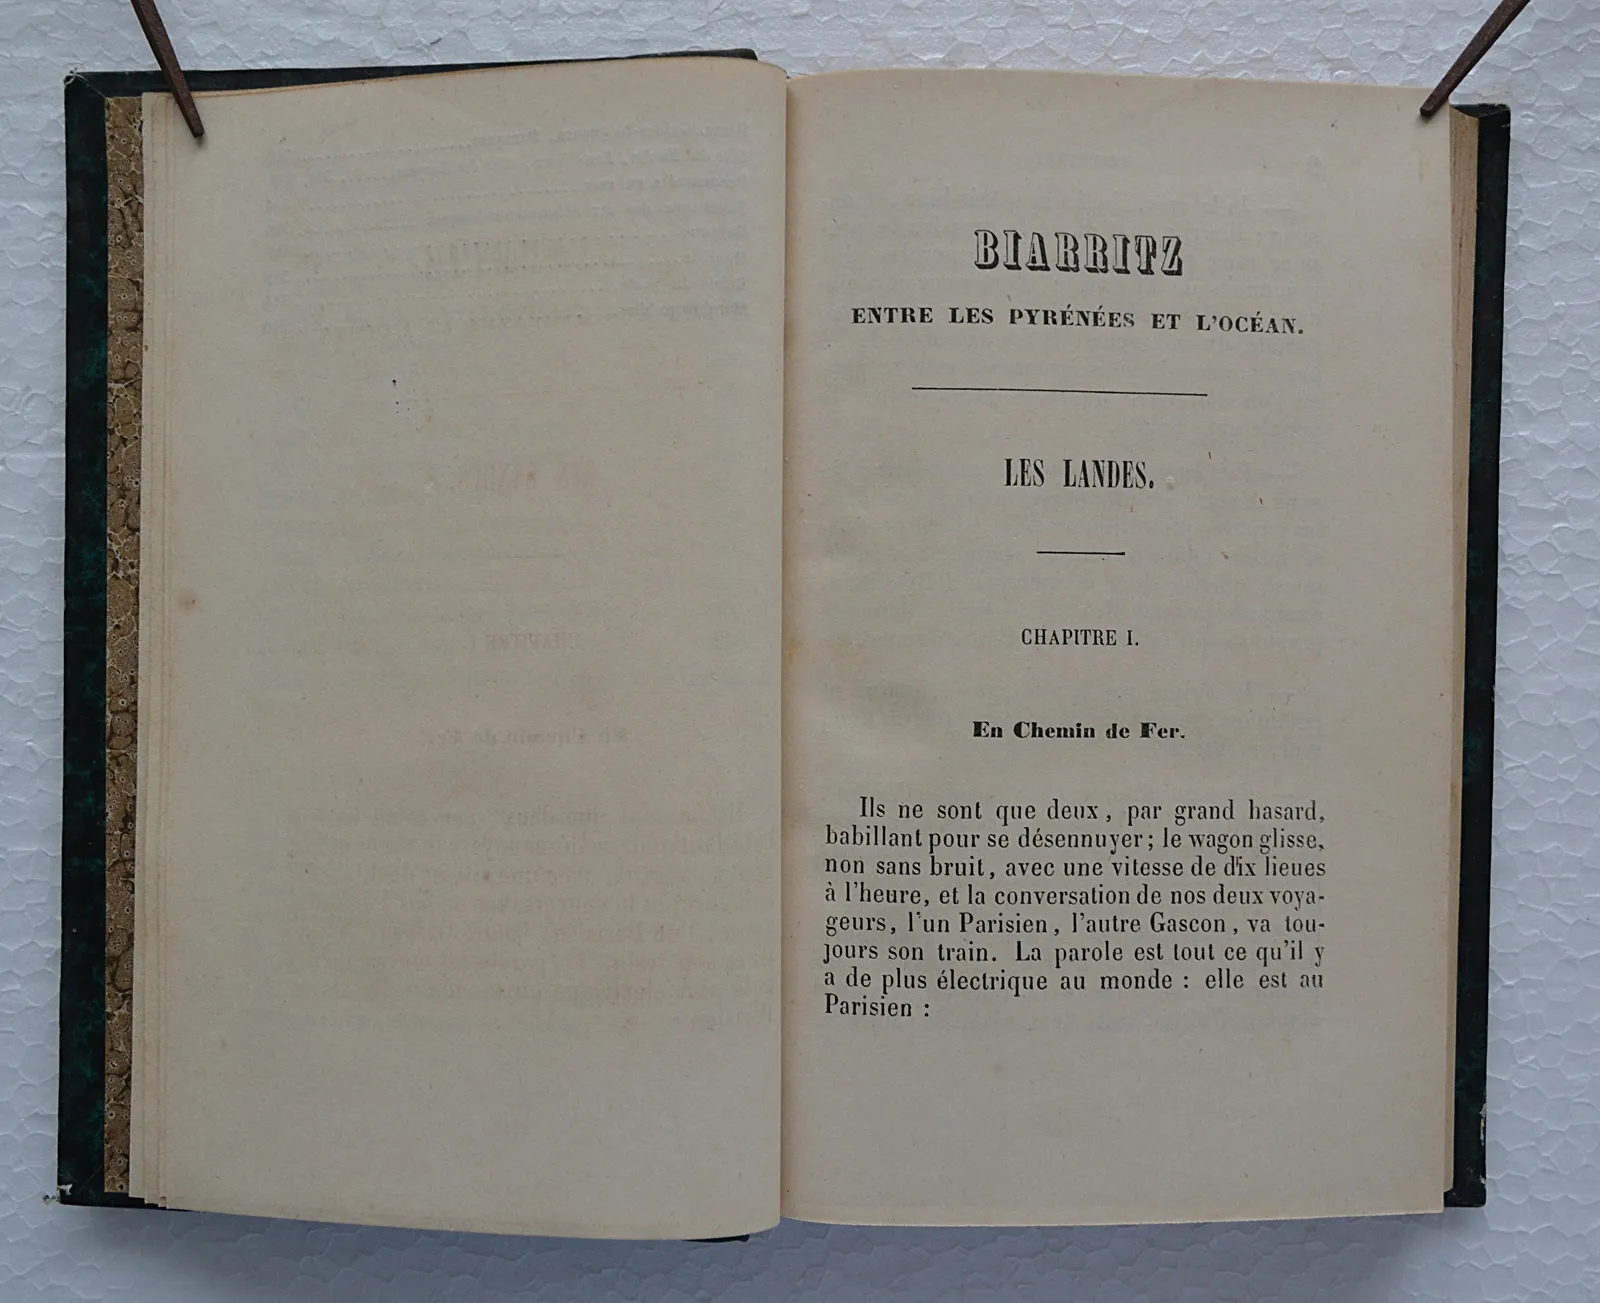 BIARRITZ
ENTRE LES PYRÉNÉES ET L'OCÉAN.
LES LANDES.
CHAPITRE I.
En Chemin de Fer.
Ils ne sont que deux, par grand hasard,
babillant pour se désennuyer; le wagon glisse,
non sans bruit, avec une vitesse de dix lieues
à l'heure, et la conversation de nos deux voya-
geurs, l'un Parisien, l'autre Gascon, va tou-
jours son train. La parole est tout ce qu'il y
a de plus électrique au monde : elle est au
Parisien :